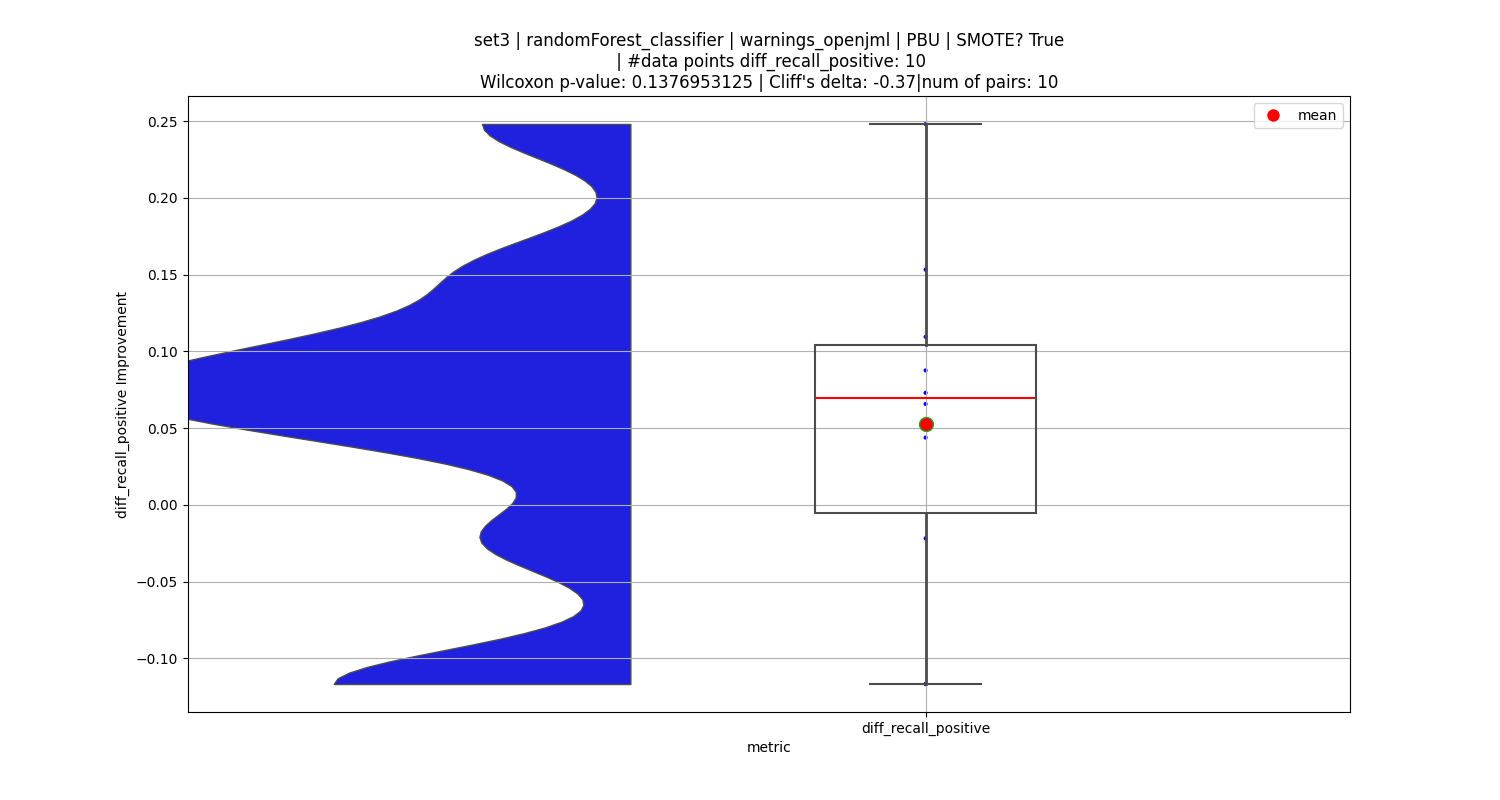 set3 | randomForest_classifier | warnings_openjml | PBU | SMOTE? True
| #data points diff_recall_positive: 10
Wilcoxon p-value: 0.1376953125 | Cliff's delta: -0.37|num of pairs: 10
mean
0.25
0.20
0.15
0.10
0.05
0.00
−0.05
−0.10
diff_recall_positive Improvement
diff_recall_positive
metric